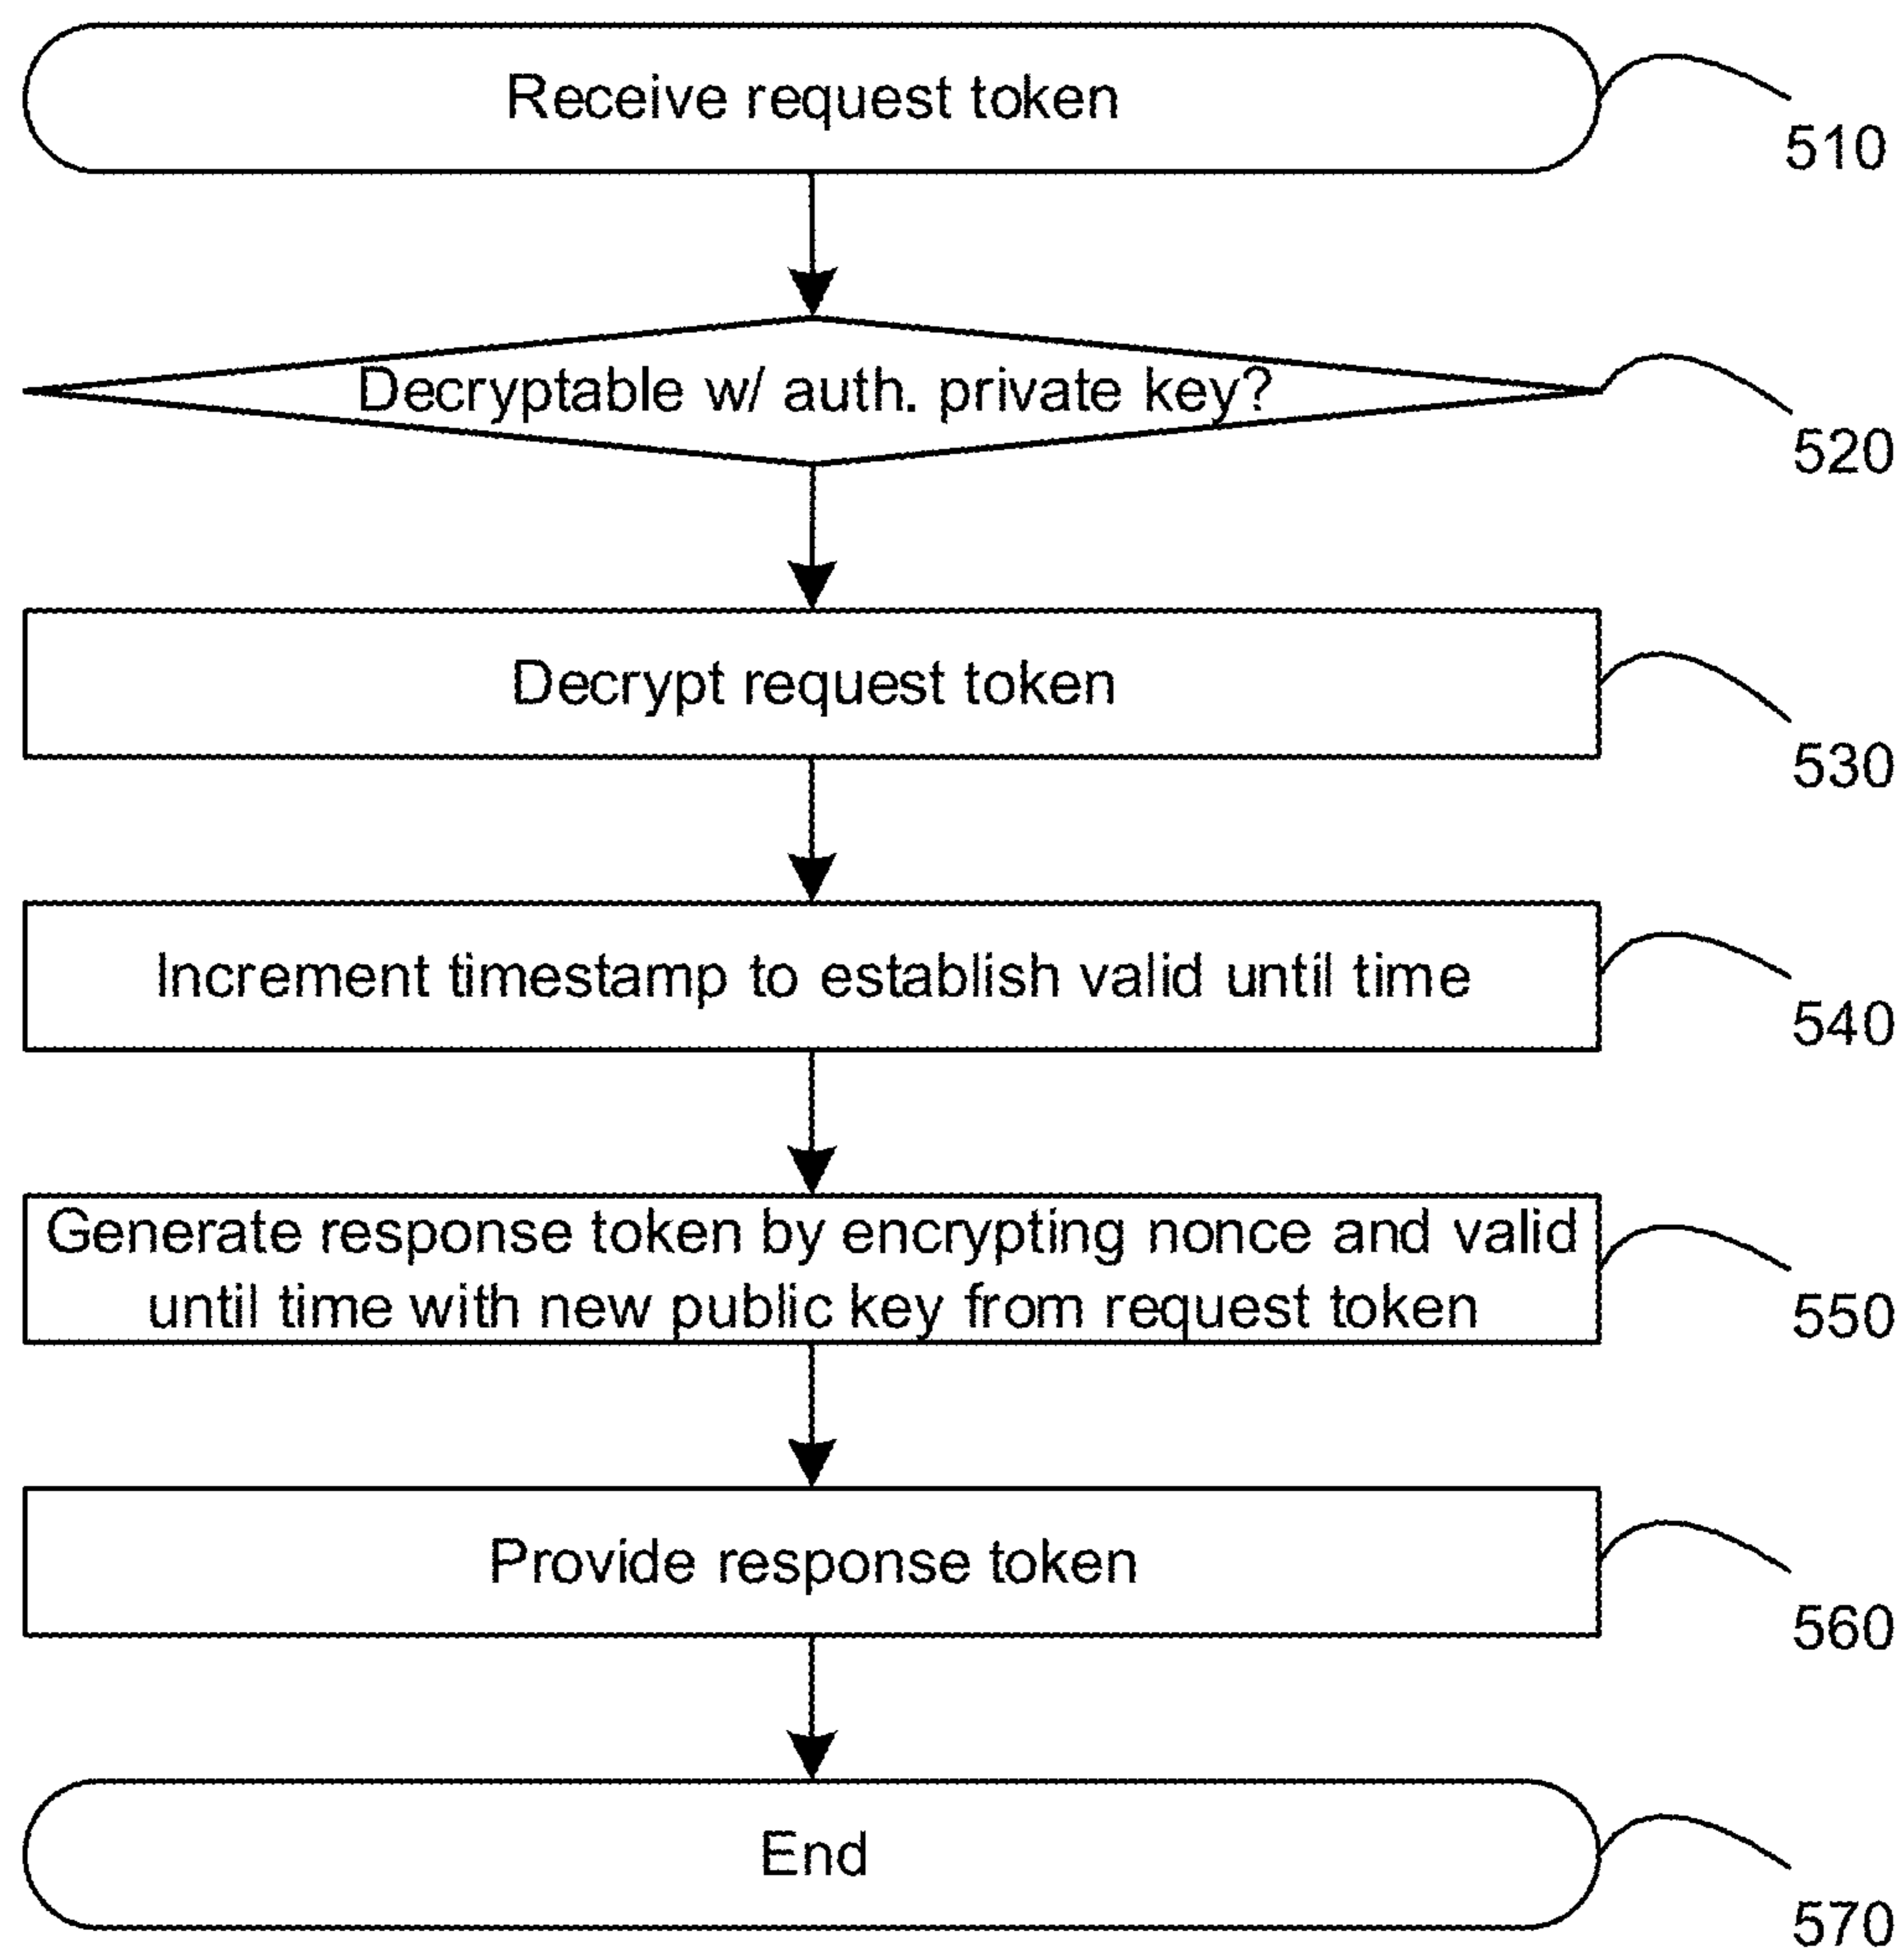 Receive request token
510
Decryptable w/ auth. private key?
520
Decrypt request token
530
Increment timestamp to establish valid until time
540
Generate response token by encrypting nonce and valid
until time with new public key from request token
550
Provide response token
560
End
570